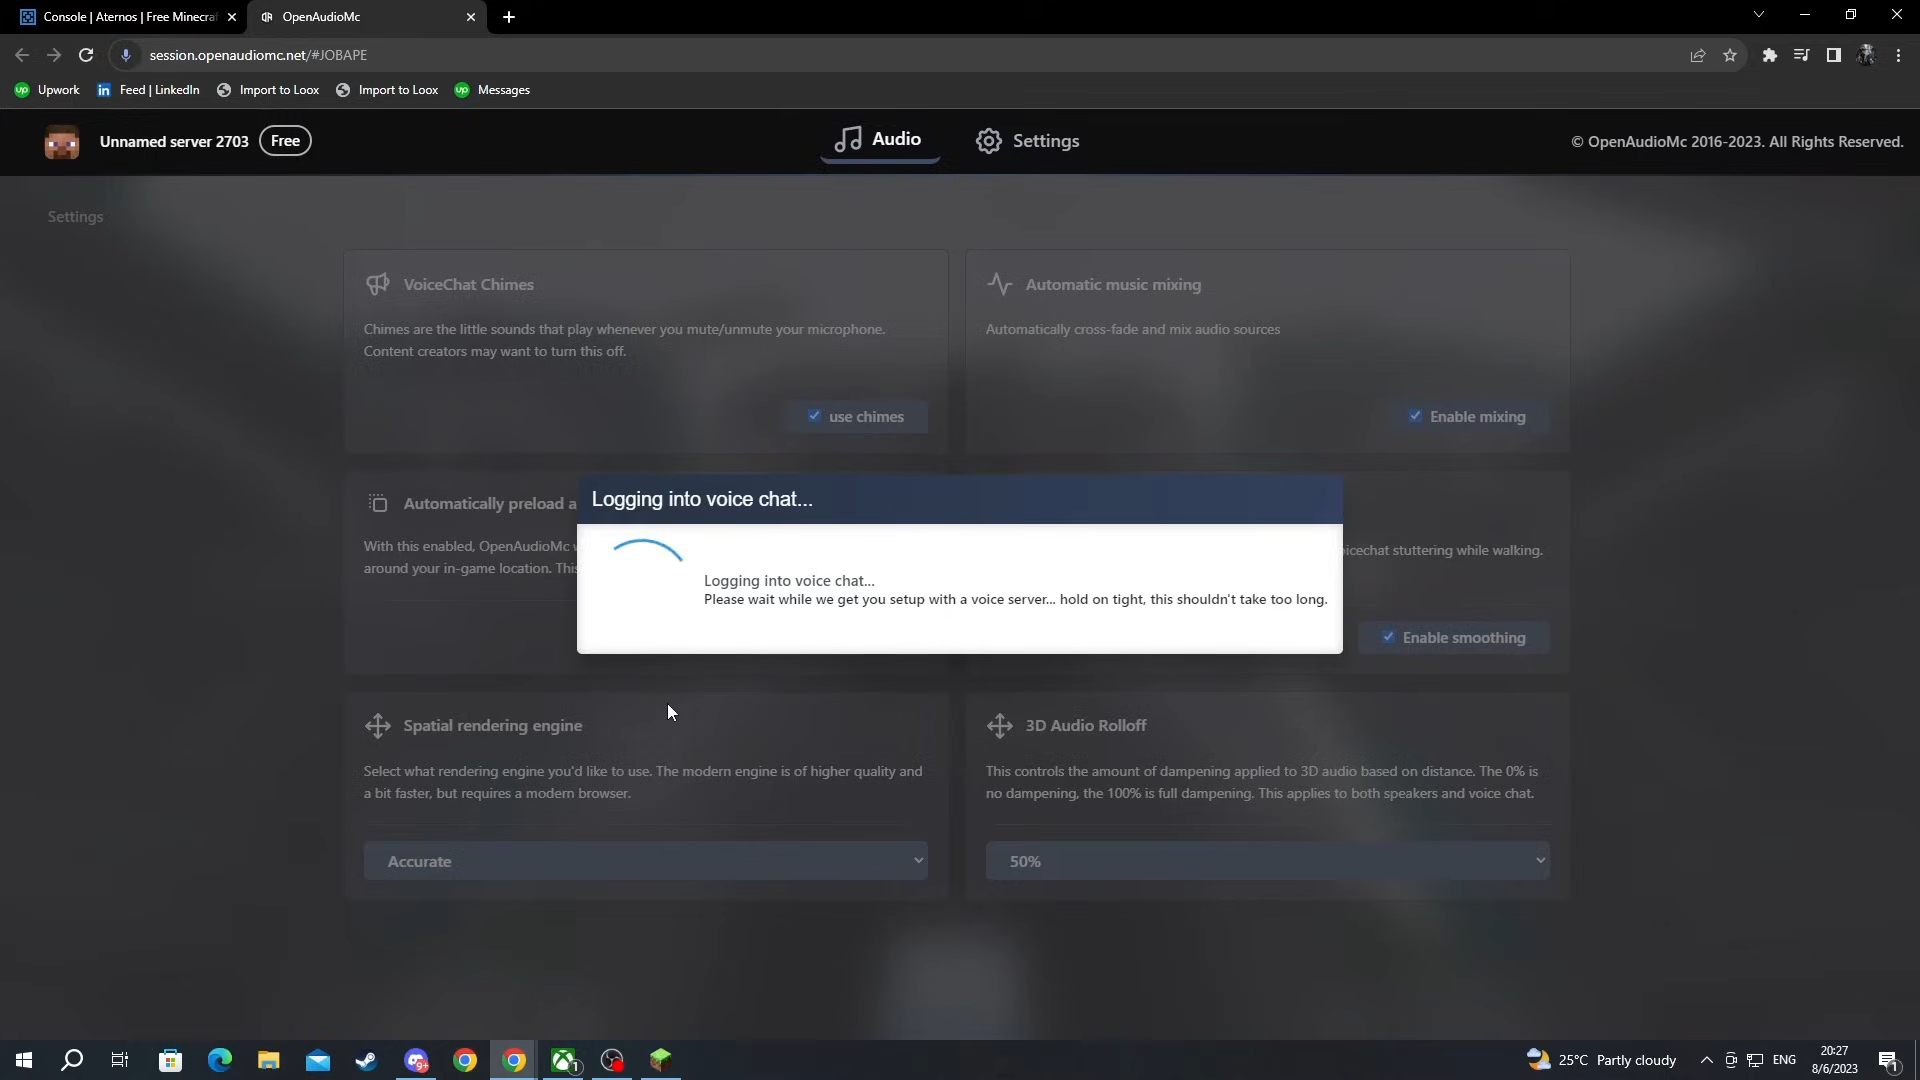 Console | Aternos | Free Minecraf
OpenAudioMc
session.openaudiomc.net/#JOBAPE
Upwork
Feed | LinkedIn
Import to Loox
Import to Loox
Messages
Unnamed server 2703
Free
Audio
Settings
© OpenAudioMc 2016-2023. All Rights Reserved.
Settings
VoiceChat Chimes
Chimes are the little sounds that play whenever you mute/unmute your microphone.
Content creators may want to turn this off.
use chimes
Automatic music mixing
Automatically cross-fade and mix audio sources
Enable mixing
Automatically preload a
With this enabled, OpenAudioMc
around your in-game location. This
Logging into voice chat...
Logging into voice chat...
Please wait while we get you setup with a voice server... hold on tight, this shouldn't take too long.
voicechat stuttering while walking.
Enable smoothing
Spatial rendering engine
Select what rendering engine you'd like to use. The modern engine is of higher quality and
a bit faster, but requires a modern browser.
Accurate
3D Audio Rolloff
This controls the amount of dampening applied to 3D audio based on distance. The 0% is
no dampening, the 100% is full dampening. This applies to both speakers and voice chat.
50%
9+
1
25°C Partly cloudy
ENG
20:27
8/6/2023
1